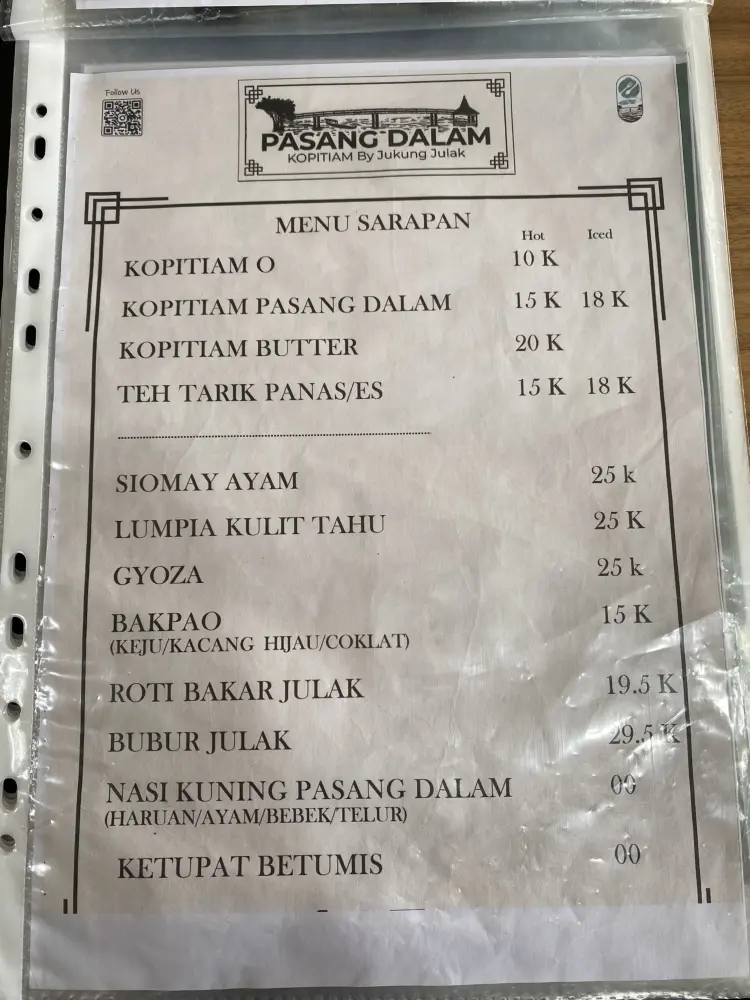 Follow Us
PASANG DALAM
KOPITIAM By Jukung Julak
MENU SARAPAN
Hot Iced
KOPITIAM O 10 K
KOPITIAM PASANG DALAM 15 K 18 K
KOPITIAM BUTTER 20 K
TEH TARIK PANAS/ES 15 K 18 K
SIOMAY AYAM 25 k
LUMPIA KULIT TAHU 25 K
GYOZA 25 k
BAKPAO 15 K
(KEJU/KACANG HIJAU/COKLAT)
ROTI BAKAR JULAK 19.5 K
BUBUR JULAK 29.5 K
NASI KUNING PASANG DALAM 00
(HARUAN/AYAM/BEBEK/TELUR)
KETUPAT BETUMIS 00